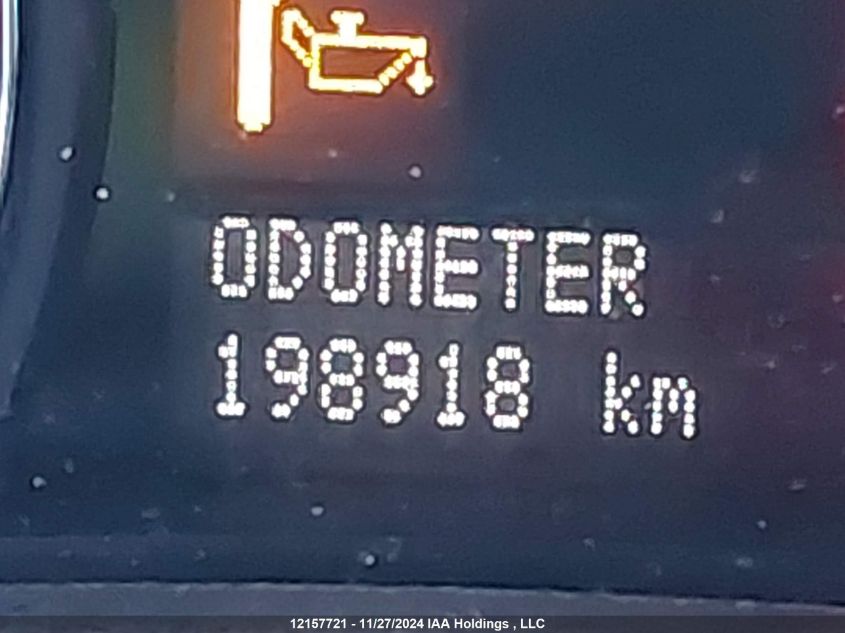 ODOMETER
198918 km
12157721 - 11/27/2024 IAA Holdings , LLC